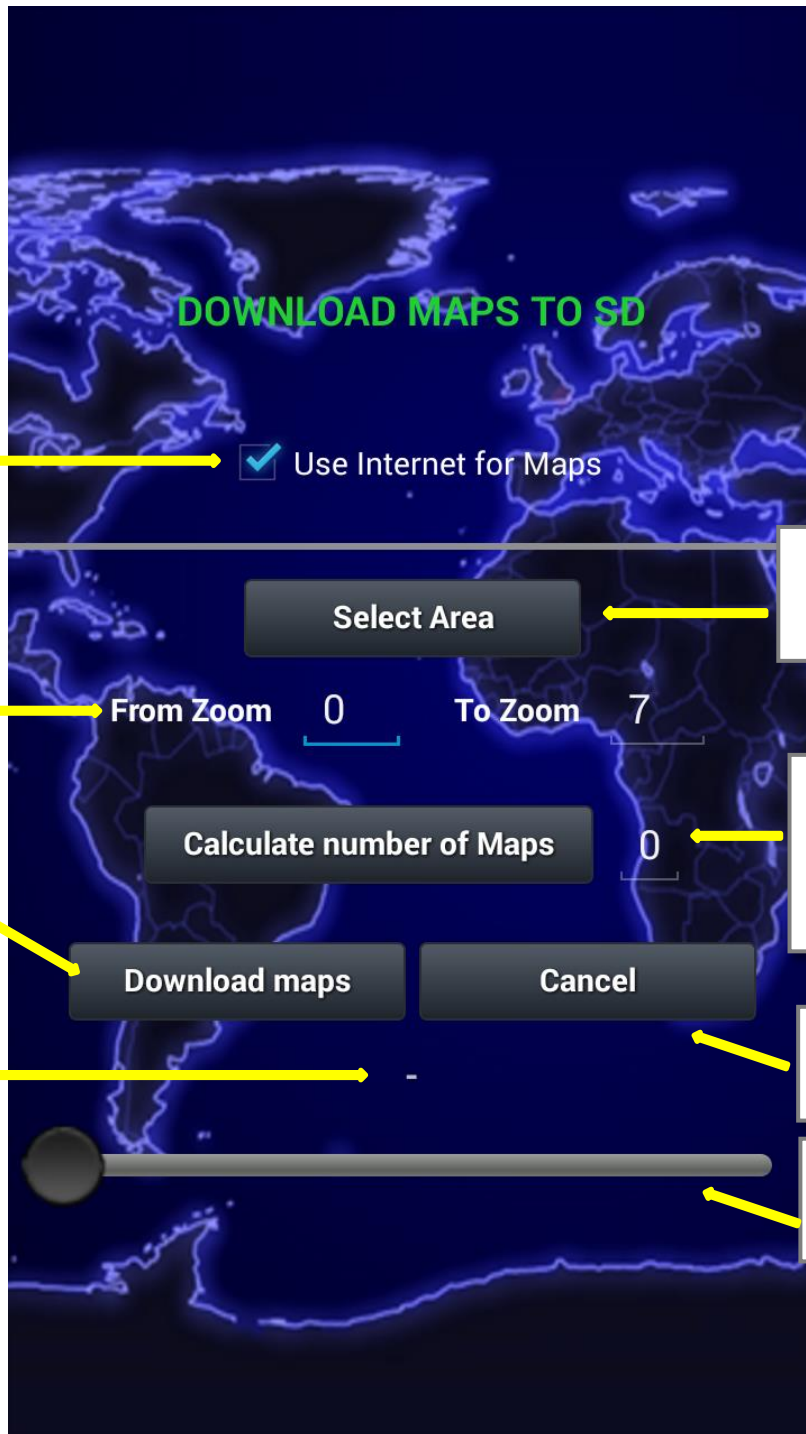 DOWNLOAD MAPS TO SD
Use Internet for Maps
Select Area
From Zoom 0 To Zoom 7
Calculate number of Maps 0
Download maps Cancel
-